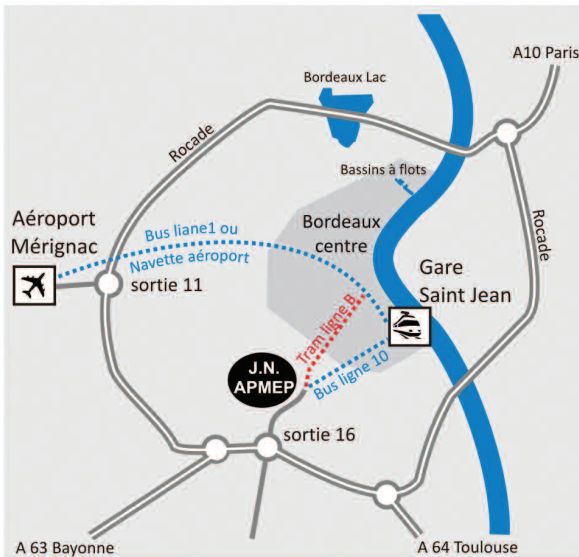 A10 Paris
Bordeaux Lac
Rocade
Bassins à flots
Aéroport
Mérignac
Bus liane1 ou
Navette aéroport
Bordeaux
centre
Rocade
Gare
Saint Jean
sortie 11
Tram ligne B
J.N.
APMEP
Bus ligne 10
sortie 16
A 63 Bayonne
A 64 Toulouse